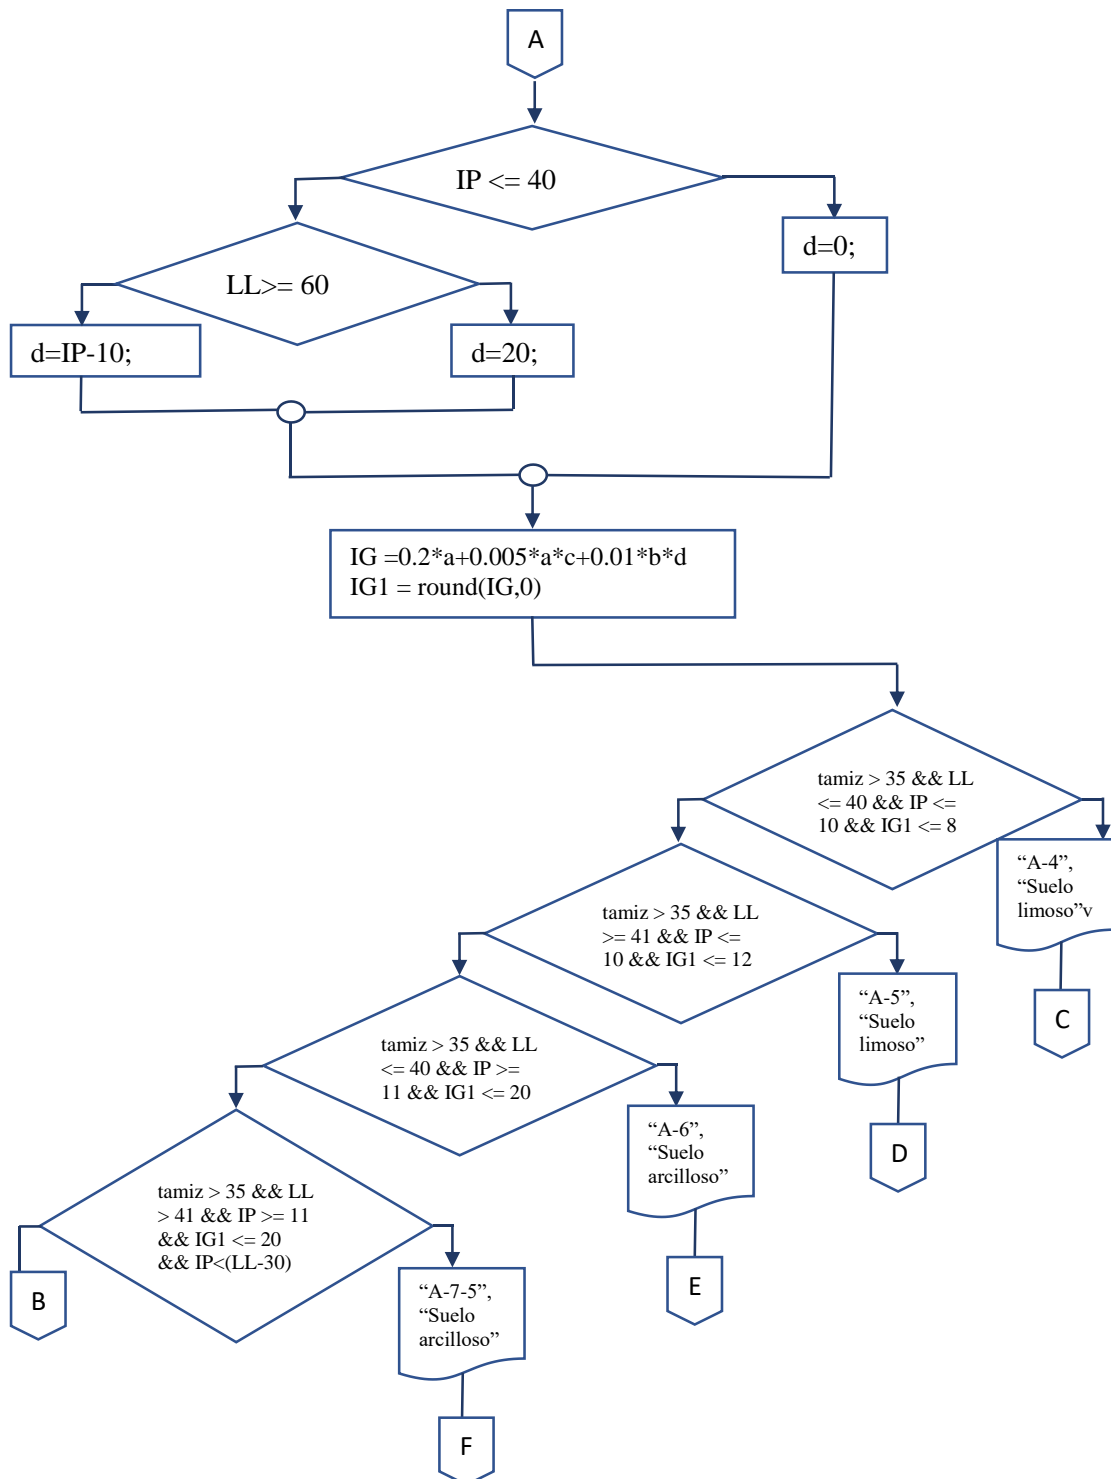 A
IP <= 40
d=0;
LL>= 60
d=IP-10;
d=20;
IG =0.2*a+0.005*a*c+0.01*b*d
IG1 = round(IG,0)
tamiz > 35 && LL
<= 40 && IP <=
10 && IG1 <= 8
“A-4”,
“Suelo
limoso”v
C
tamiz > 35 && LL
>= 41 && IP <=
10 && IG1 <= 12
“A-5”,
“Suelo
limoso”
D
tamiz > 35 && LL
<= 40 && IP >=
11 && IG1 <= 20
“A-6”,
“Suelo
arcilloso”
E
tamiz > 35 && LL
> 41 && IP >= 11
&& IG1 <= 20
&& IP<(LL-30)
B
“A-7-5”,
“Suelo
arcilloso”
F